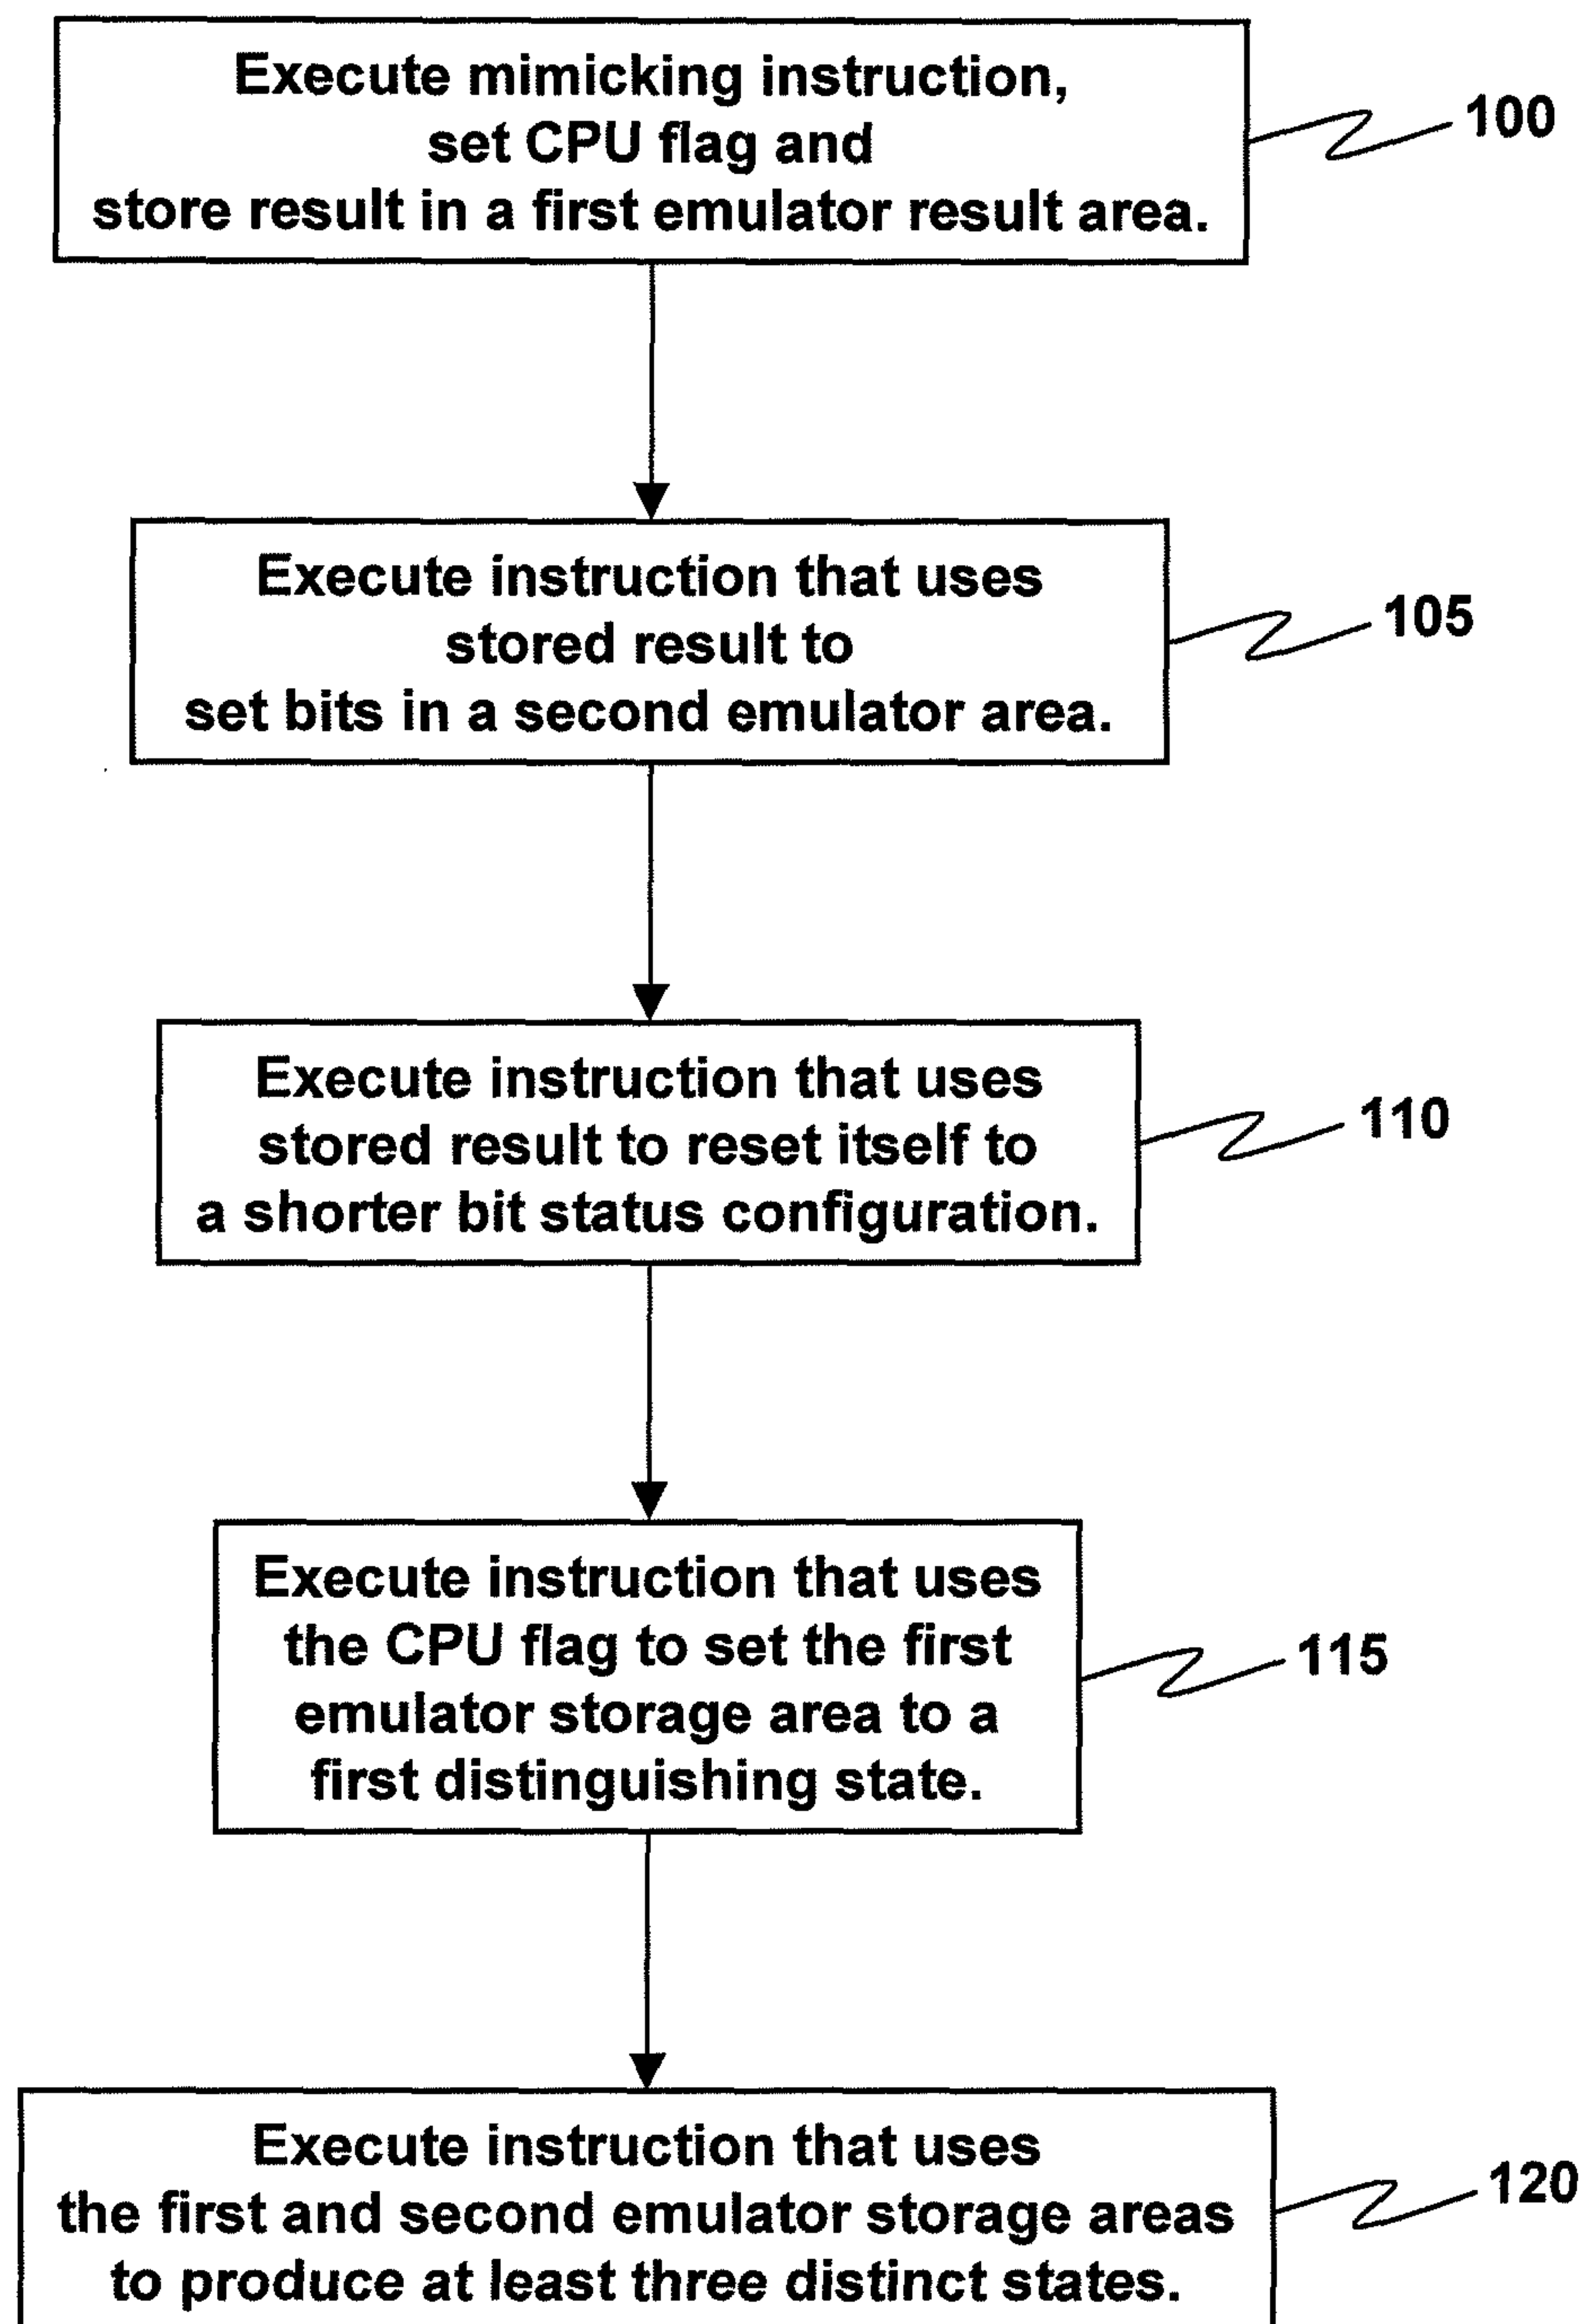 Execute mimicking instruction,
set CPU flag and
store result in a first emulator result area.
100
Execute instruction that uses
stored result to
set bits in a second emulator area.
105
Execute instruction that uses
stored result to reset itself to
a shorter bit status configuration.
110
Execute instruction that uses
the CPU flag to set the first
emulator storage area to a
first distinguishing state.
115
Execute instruction that uses
the first and second emulator storage areas
to produce at least three distinct states.
120